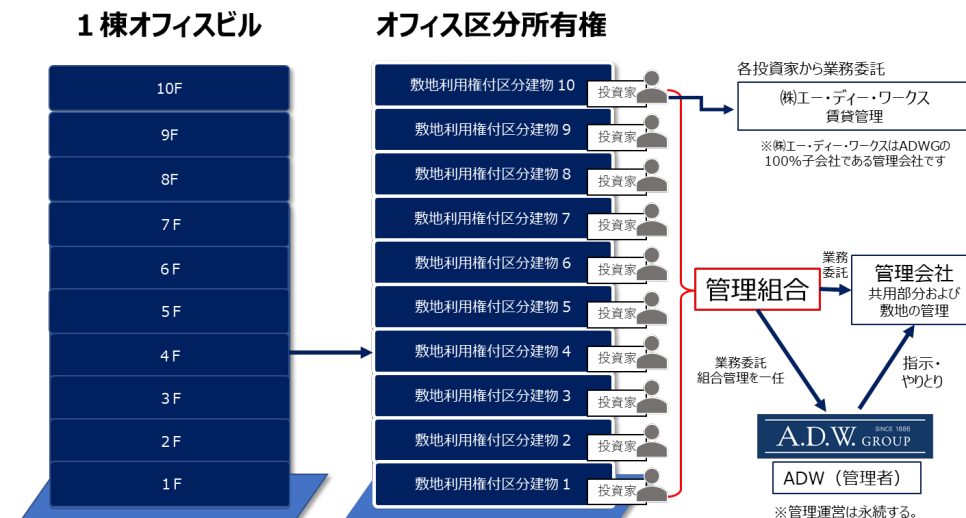 1棟オフィスビル
10F
9F
8F
7F
6F
5F
4F
3F
2F
1F
オフィス区分所有権
敷地利用権付区分建物 10
投資家
敷地利用権付区分建物 9
投資家
敷地利用権付区分建物 8
投資家
敷地利用権付区分建物 7
投資家
敷地利用権付区分建物 6
投資家
敷地利用権付区分建物 5
投資家
敷地利用権付区分建物 4
投資家
敷地利用権付区分建物 3
投資家
敷地利用権付区分建物 2
投資家
敷地利用権付区分建物 1
投資家
各投資家から業務委託
㈱エー・ディー・ワークス
賃貸管理
※㈱エー・ディー・ワークスはADWGの
100%子会社である管理会社です
管理組合
業務
委託
管理会社
共用部分および
敷地の管理
業務委託
組合管理を一任
指示・
やりとり
SINCE 1886
A.D.W. GROUP
ADW（管理者）
※管理運営は永続する。